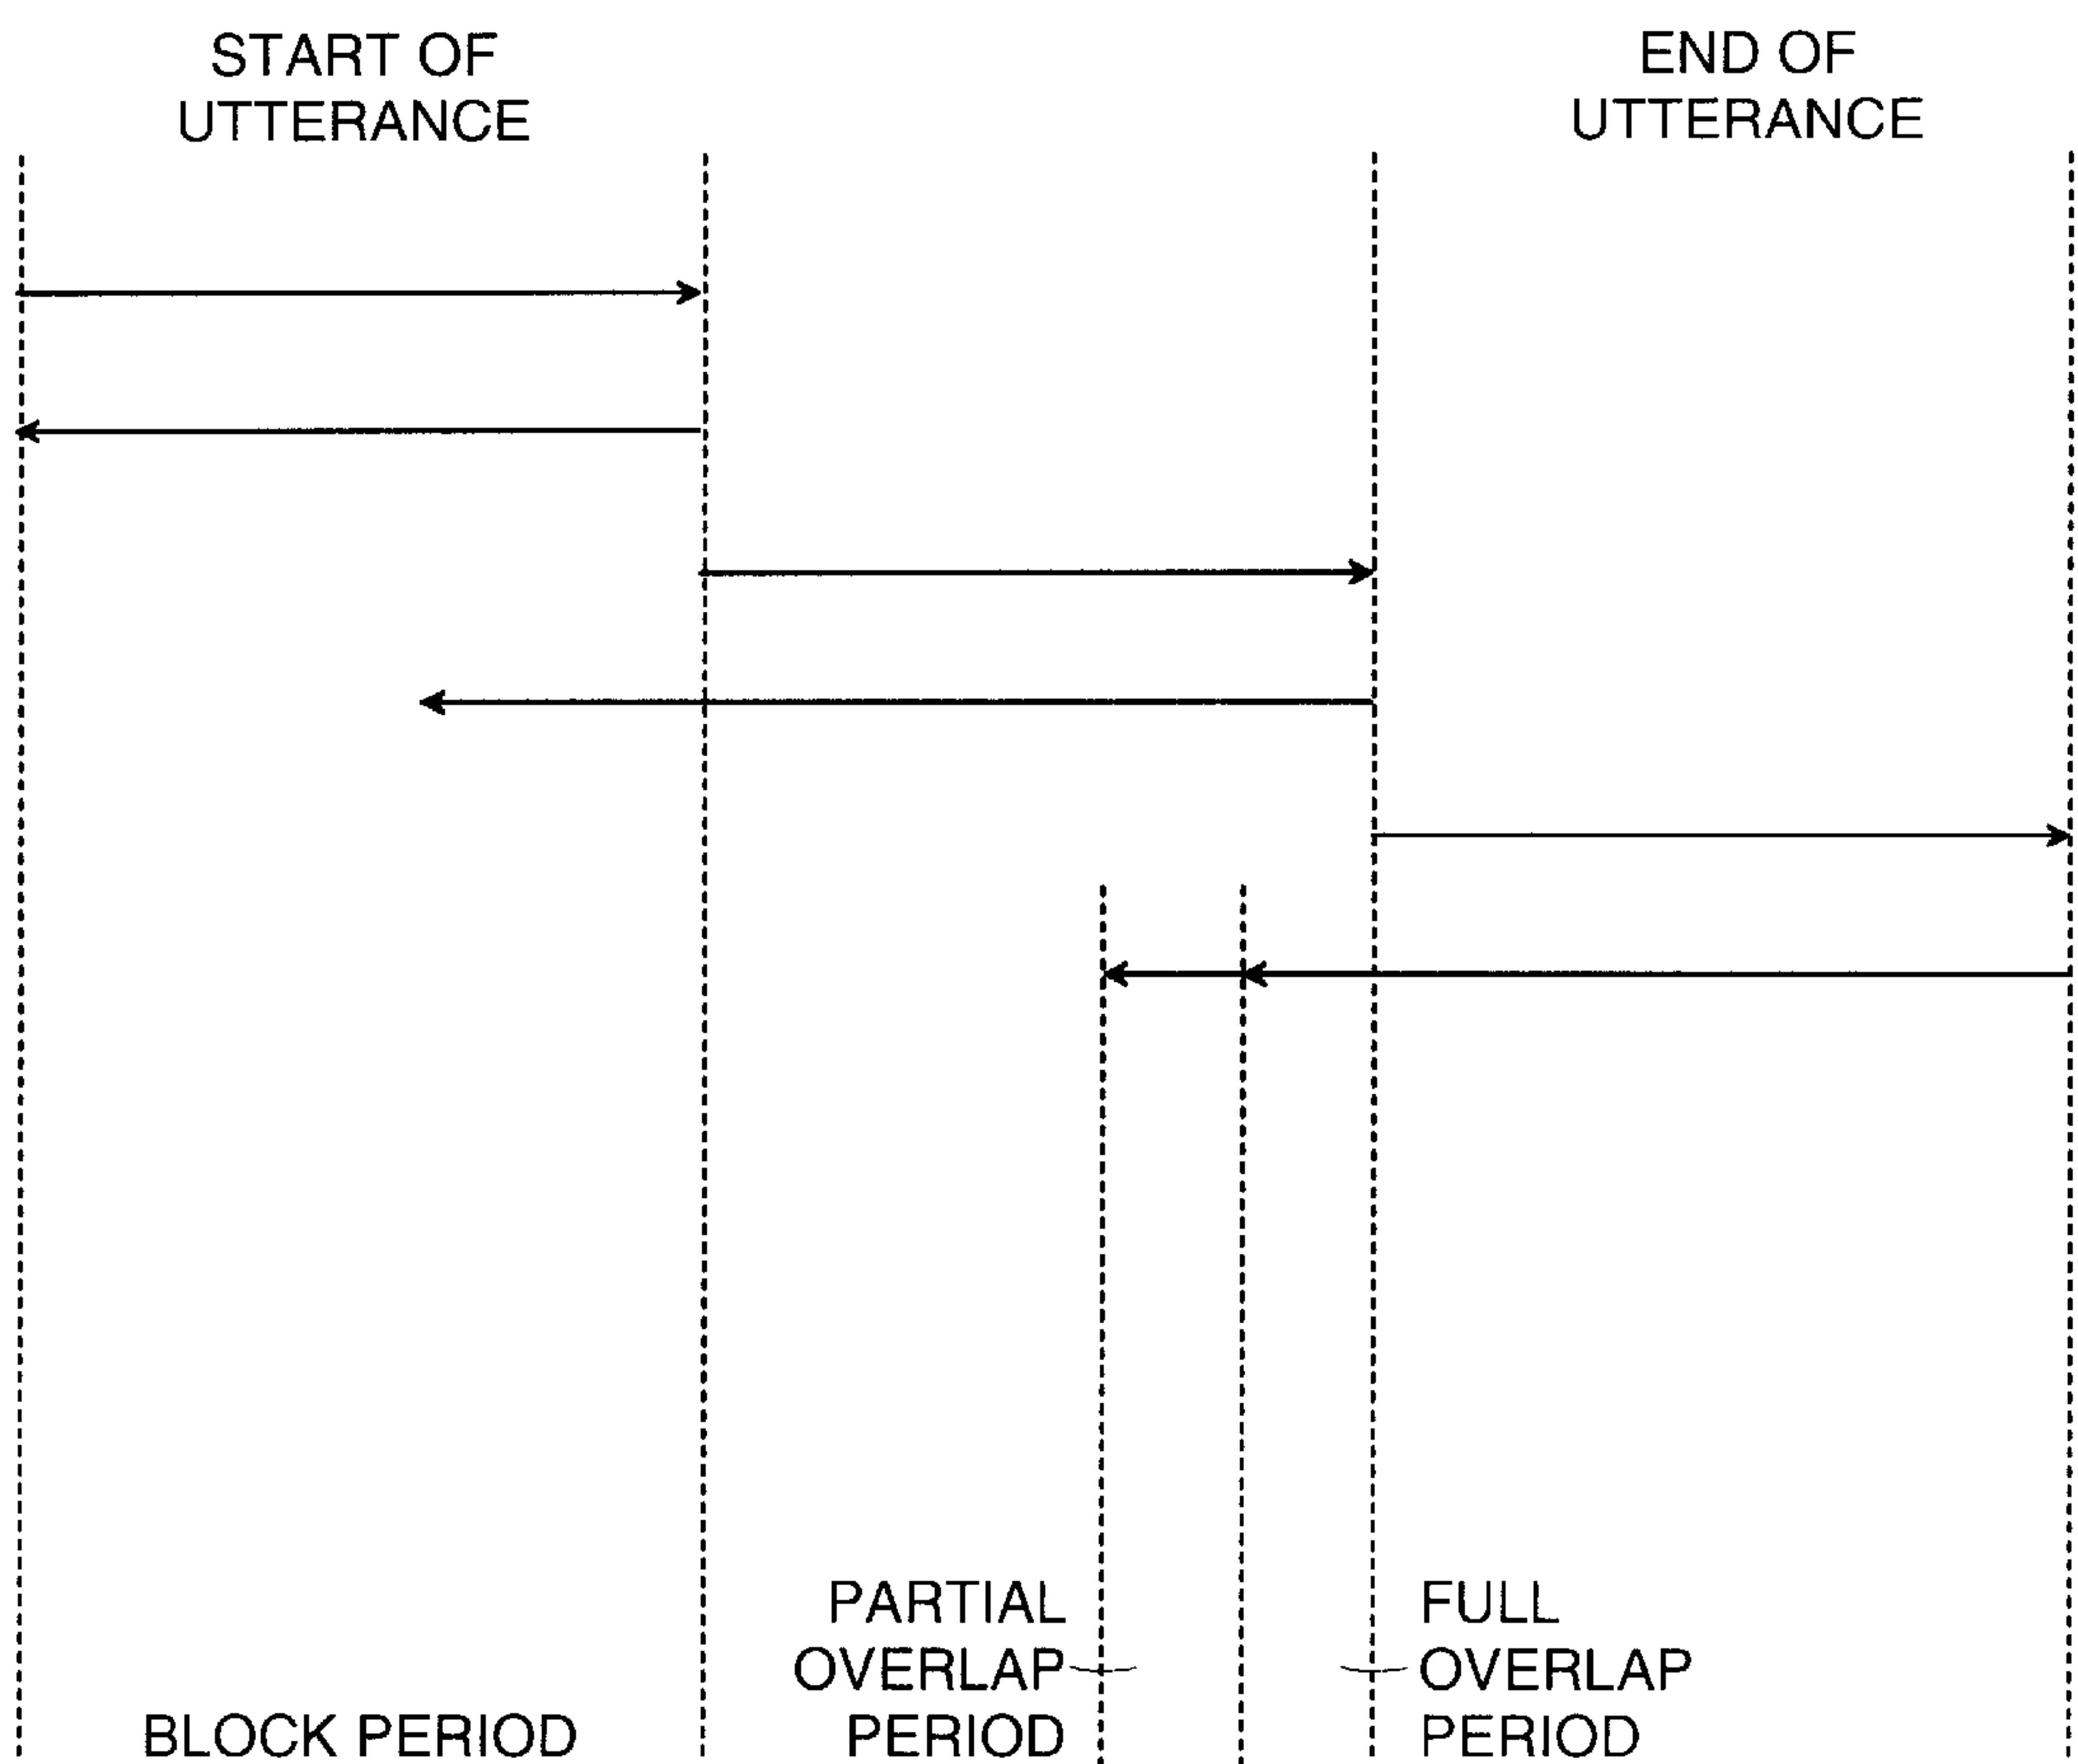 START OF
UTTERANCE
END OF
UTTERANCE
PARTIAL
OVERLAP
PERIOD
FULL
OVERLAP
PERIOD
BLOCK PERIOD